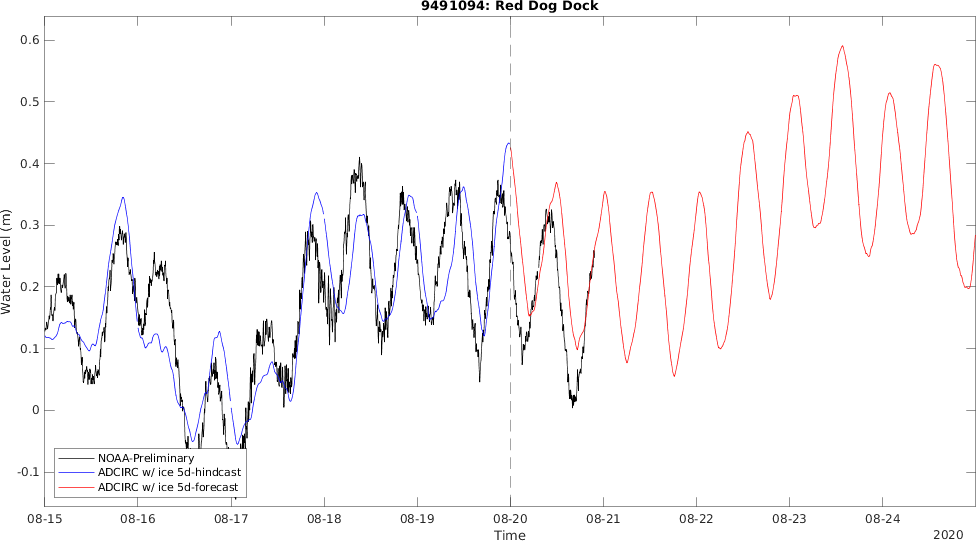 9491094: Red Dog Dock
Water Level (m)
0.6
0.5
0.4
0.3
0.2
0.1
0
-0.1
NOAA-Preliminary
ADCIRC w/ ice 5d-hindcast
ADCIRC w/ ice 5d-forecast
08-15 08-16 08-17 08-18 08-19 08-20 08-21 08-22 08-23 08-24
Time
2020